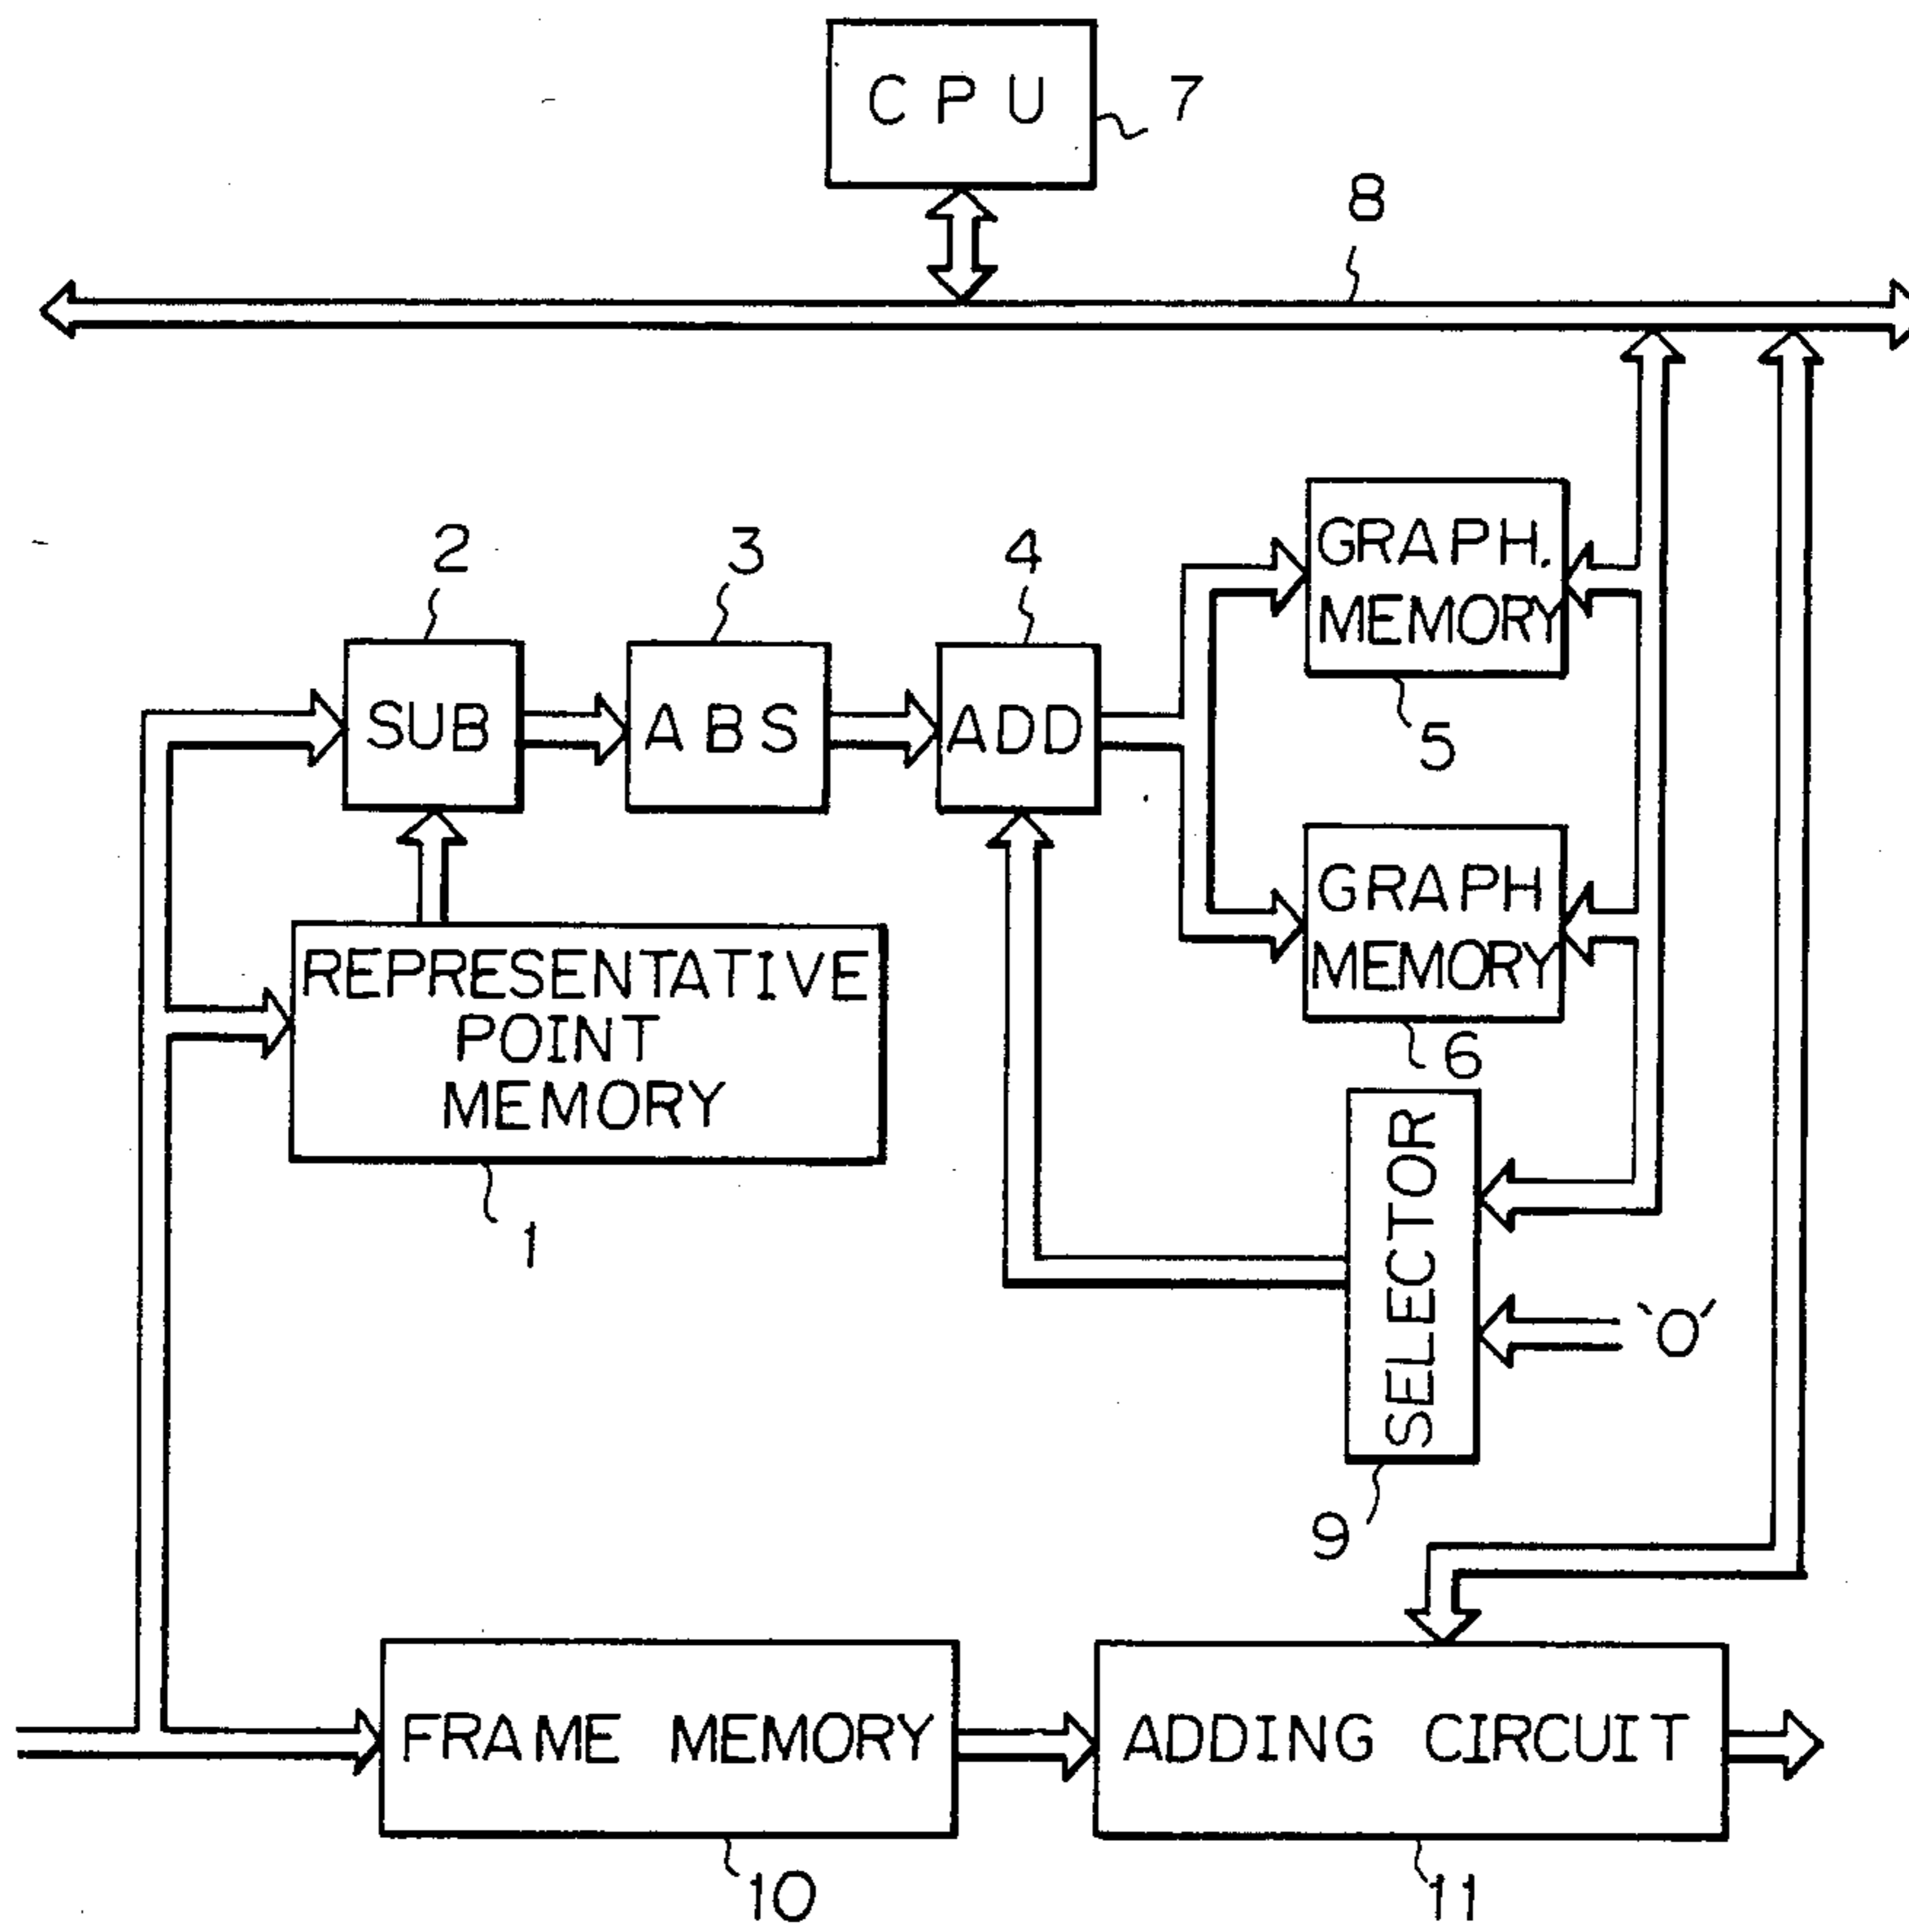 CPU
7
8
2
3
4
GRAPH.
MEMORY
5
SUB
ABS
ADD
GRAPH
MEMORY
6
REPRESENTATIVE
POINT
MEMORY
1
SELECTOR
'0'
9
FRAME MEMORY
ADDING CIRCUIT
10
11